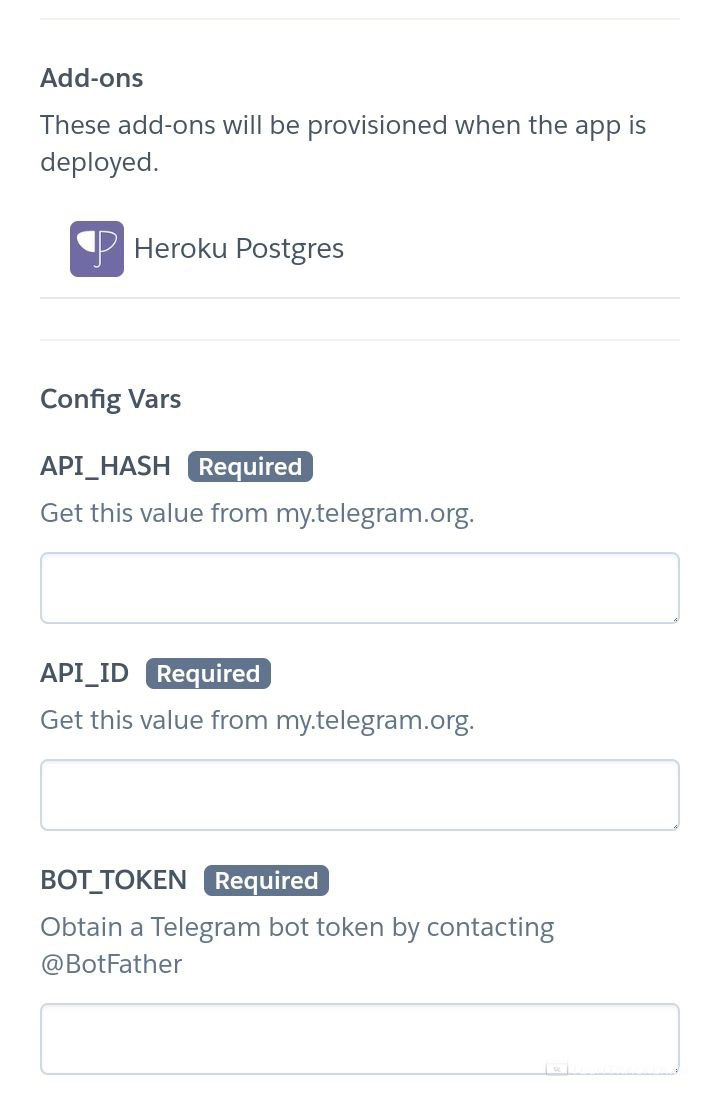 Add-ons
These add-ons will be provisioned when the app is
deployed.
Heroku Postgres
Config Vars
API_HASH Required
Get this value from my.telegram.org.
API_ID Required
Get this value from my.telegram.org.
BOT_TOKEN Required
Obtain a Telegram bot token by contacting
@BotFather